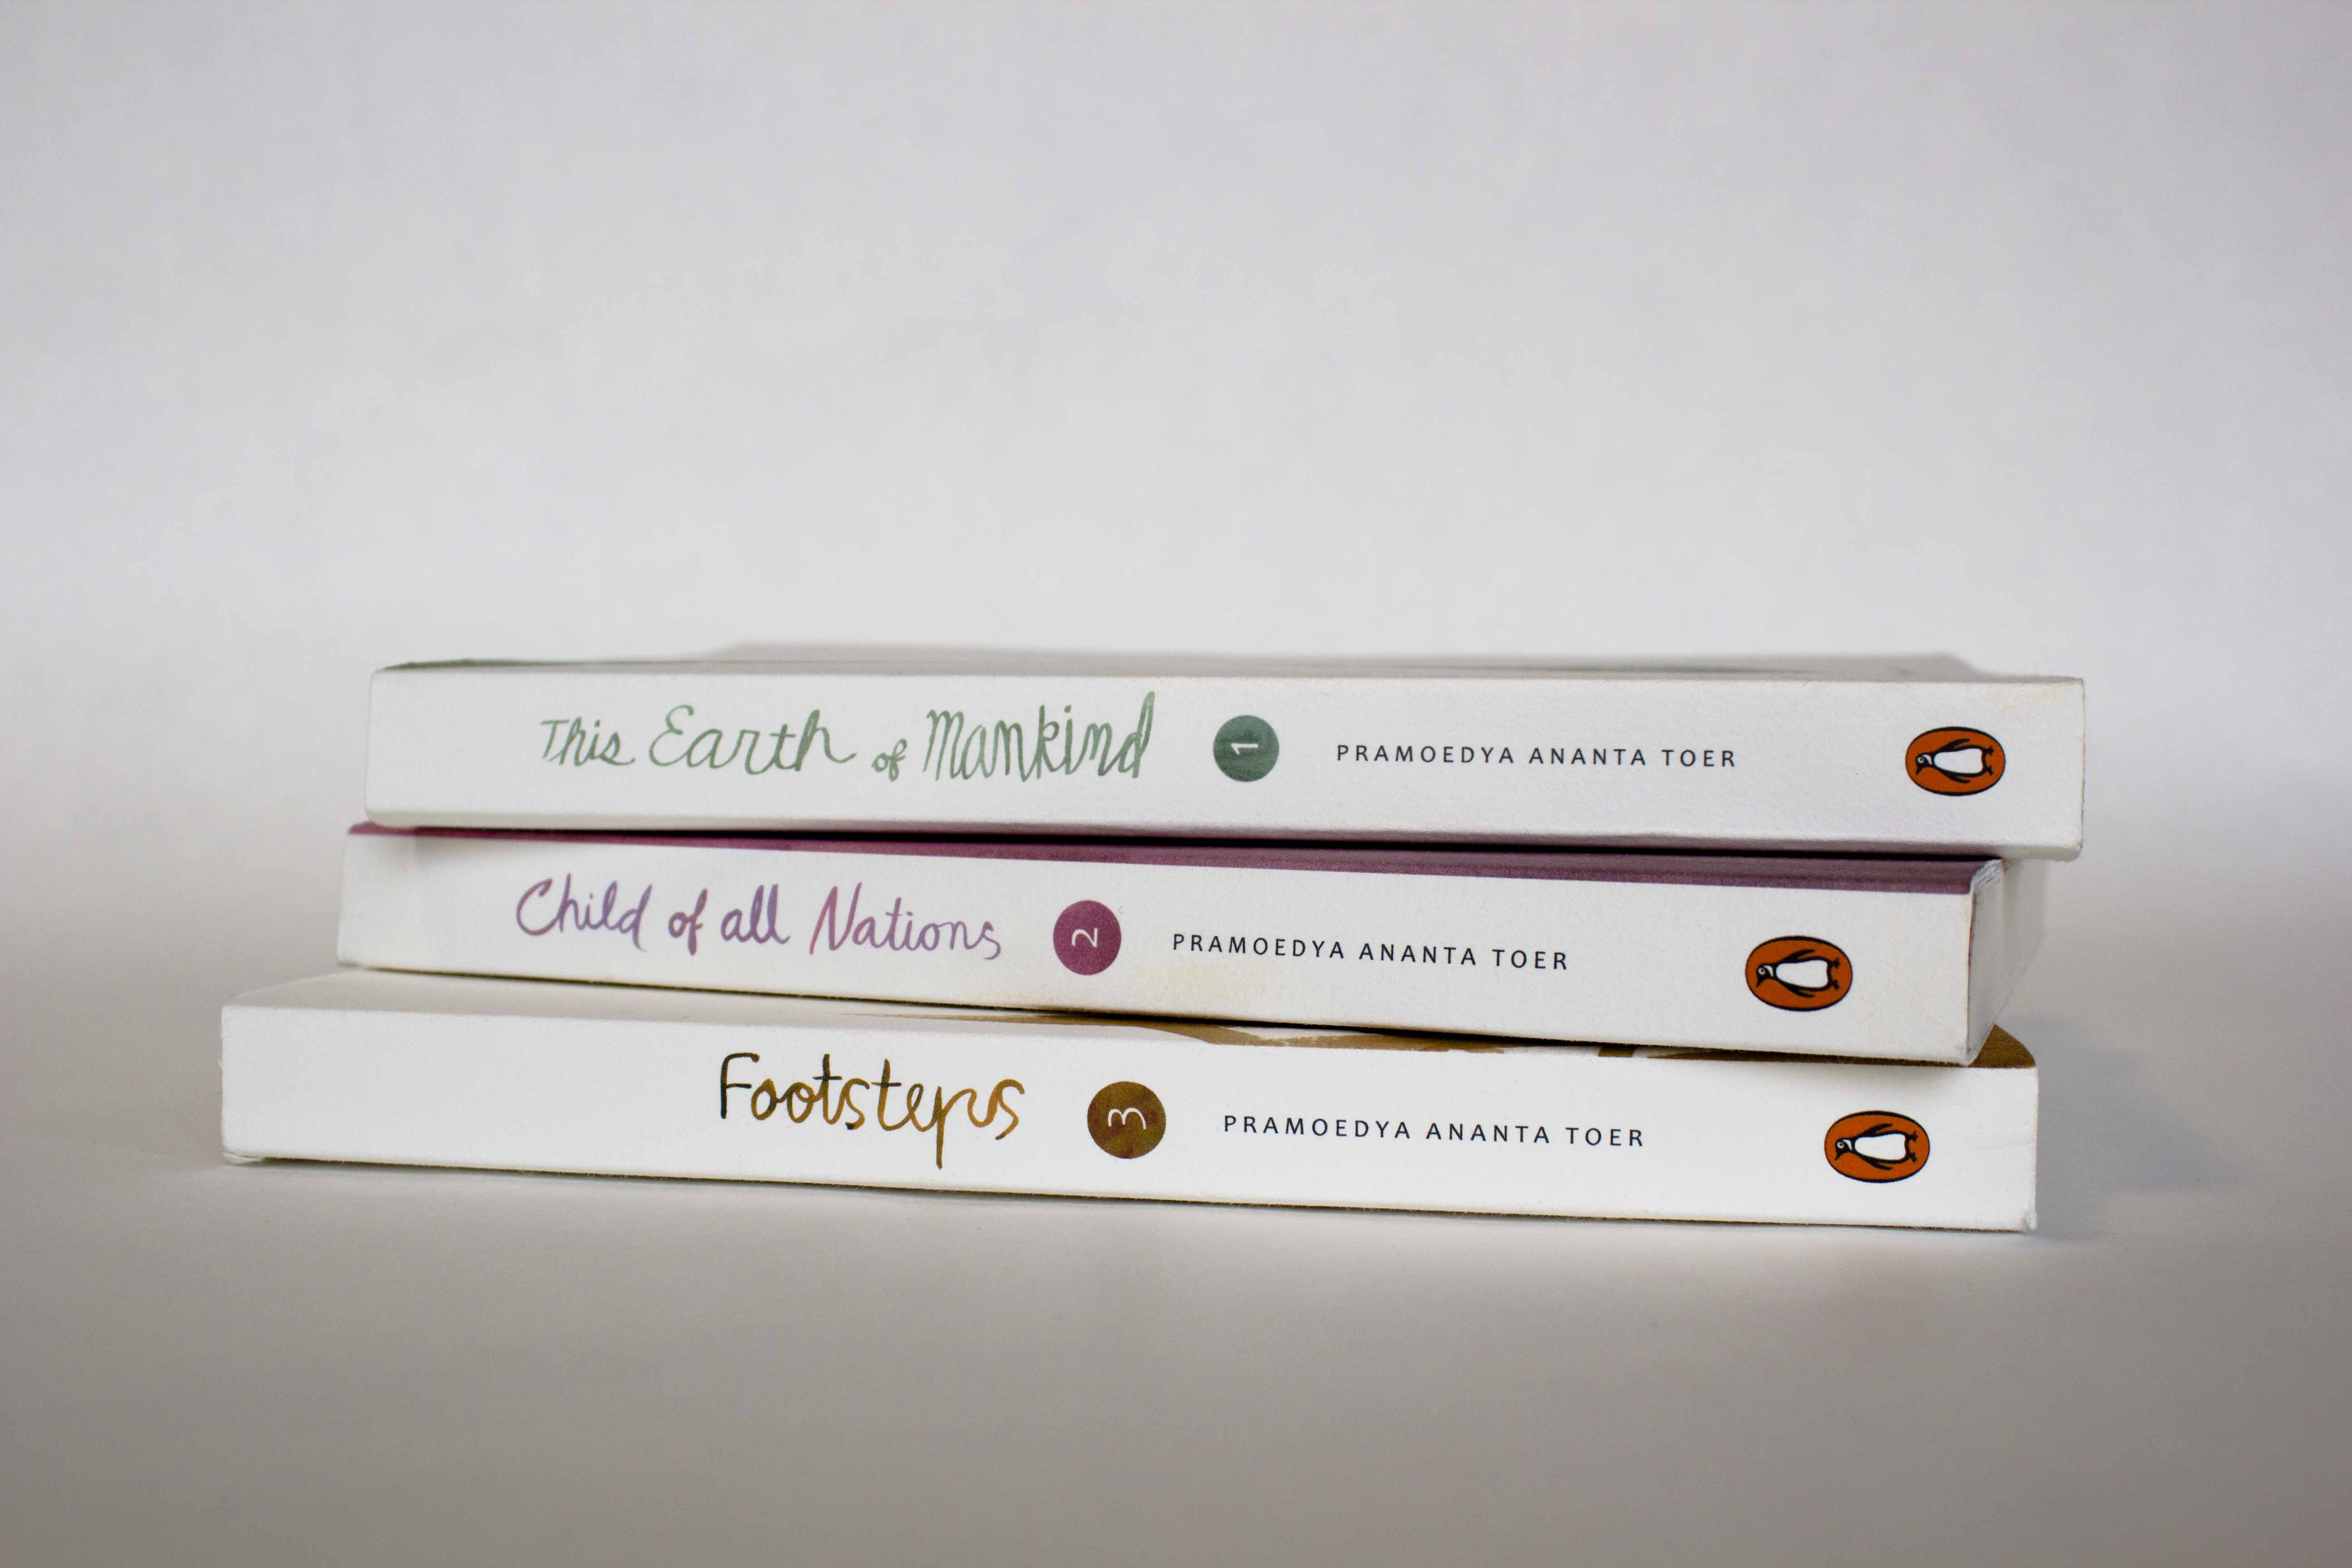 This Earth of Mankind 1 PRAMOEDYA ANANTA TOER
Child of all Nations 2 PRAMOEDYA ANANTA TOER
Footsteps 3 PRAMOEDYA ANANTA TOER